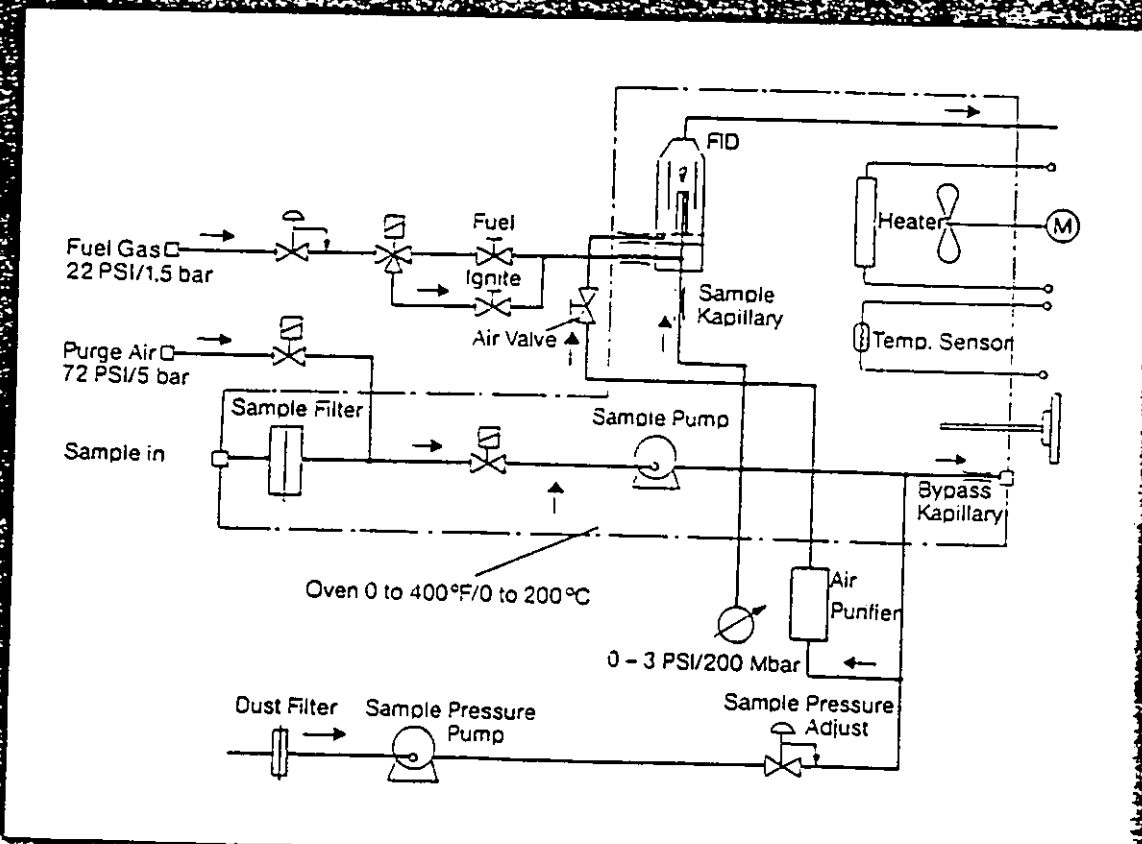 FID
Fuel
Heater
M
Fuel Gas
22 PSI/1.5 bar
Ignite
Sample
Kapillary
Air Valve
Temp. Sensor
Purge Air
72 PSI/5 bar
Sample Filter
Sample Pump
Sample in
Bypass
Kapillary
Oven 0 to 400°F/0 to 200°C
Air
Purifier
0 - 3 PSI/200 Mbar
Dust Filter
Sample Pressure
Pump
Sample Pressure
Adjust